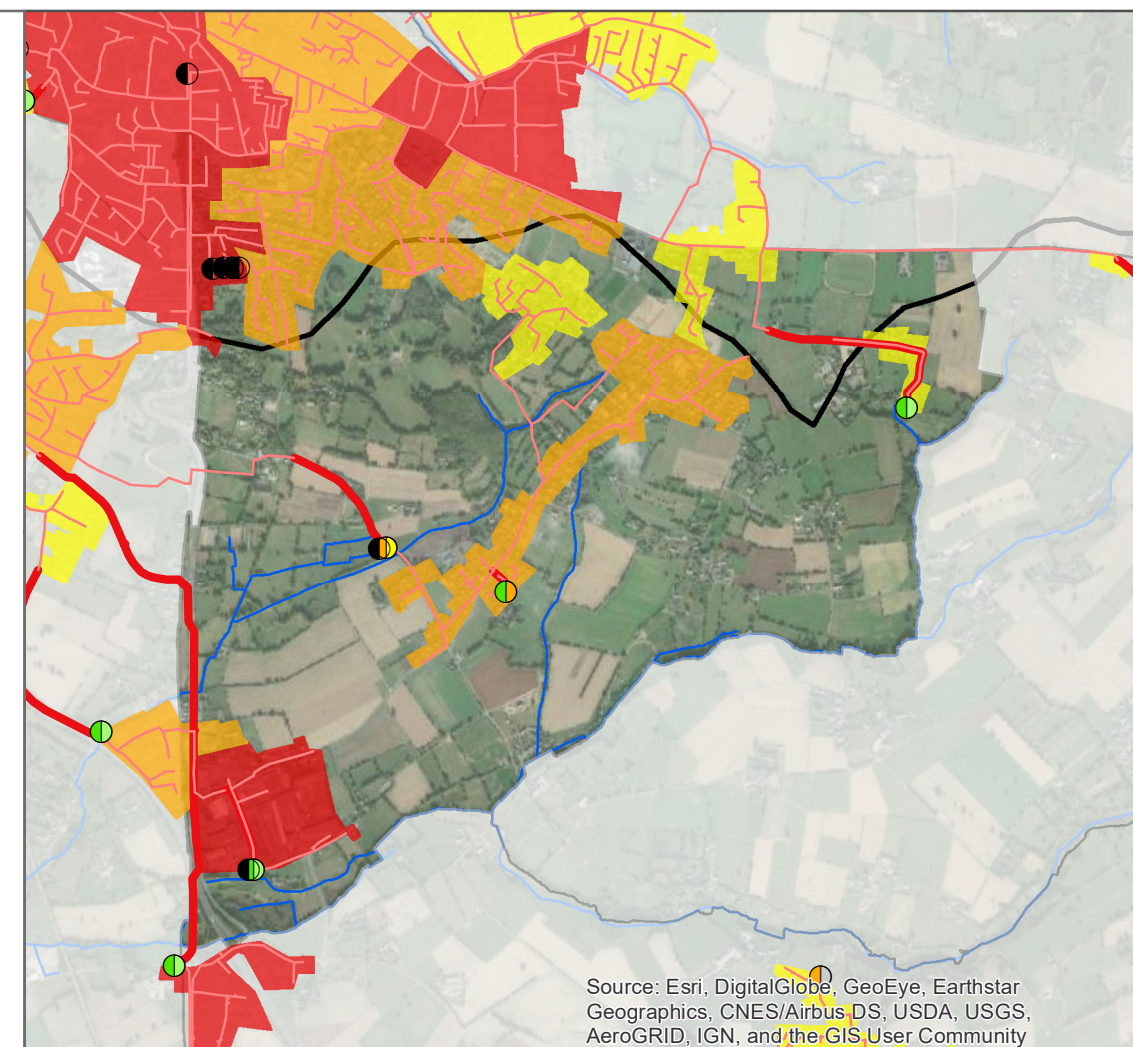 Source: Esri, DigitalGlobe, GeoEye, Earthstar
Geographics, CNES/Airbus DS, USDA, USGS,
AeroGRID, IGN, and the GIS User Community